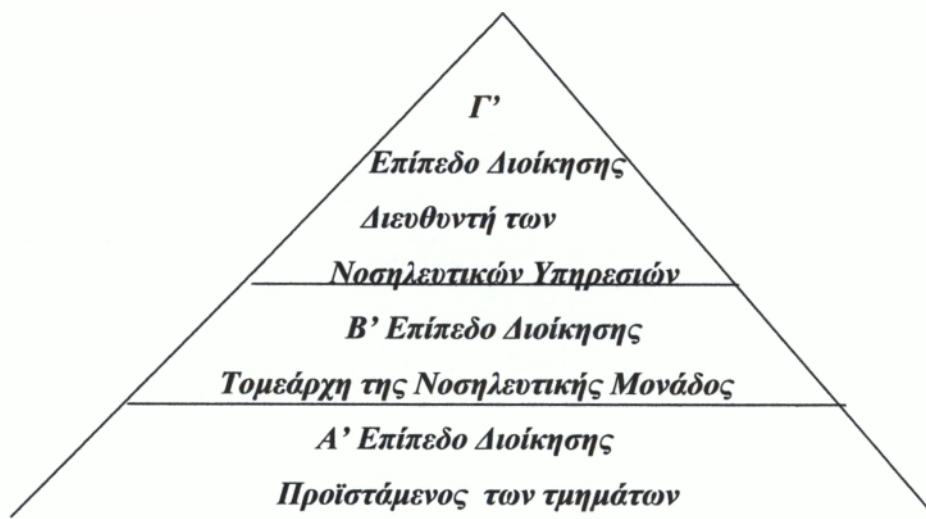 Γ’
Επίπεδο Διοίκησης
Διευθυντή των
Νοσηλευτικών Υπηρεσιών
Β’ Επίπεδο Διοίκησης
Τομεάρχη της Νοσηλευτικής Μονάδος
Α’ Επίπεδο Διοίκησης
Προϊστάμενος των τμημάτων